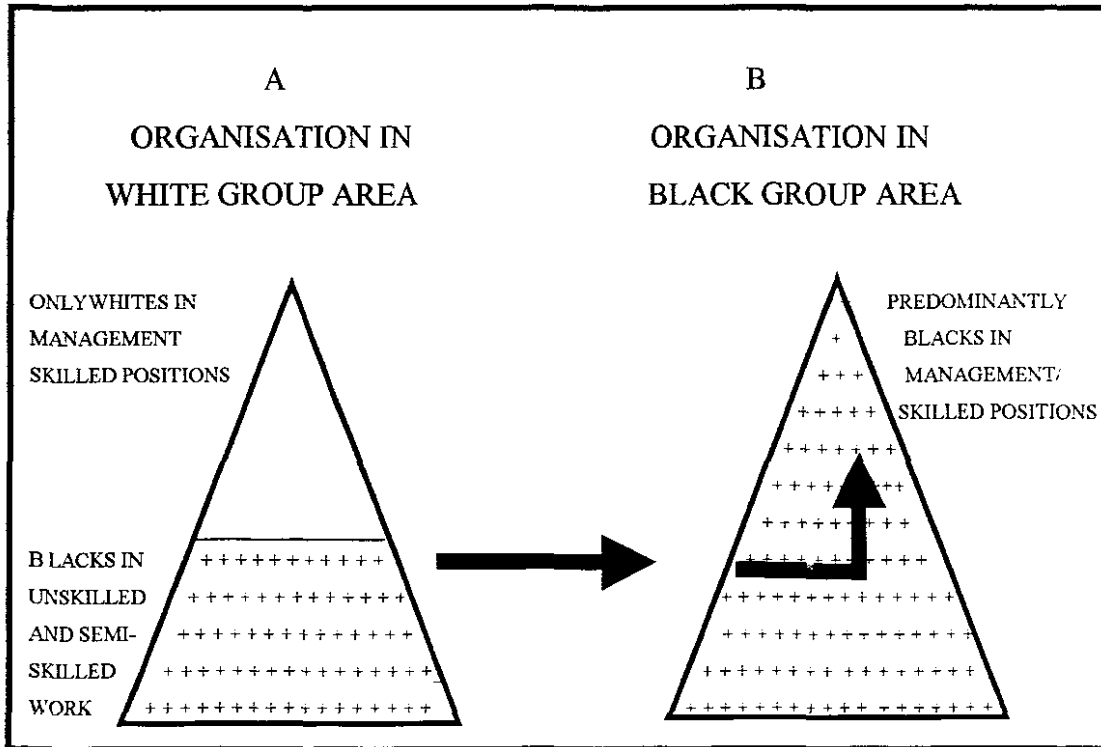 A
ORGANISATION IN
WHITE GROUP AREA
B
ORGANISATION IN
BLACK GROUP AREA
ONLYWHITES IN
MANAGEMENT
SKILLED POSITIONS
B LACKS IN
UNSKILLED
AND SEMI-
SKILLED
WORK
PREDOMINANTLY
BLACKS IN
MANAGEMENT/
SKILLED POSITIONS